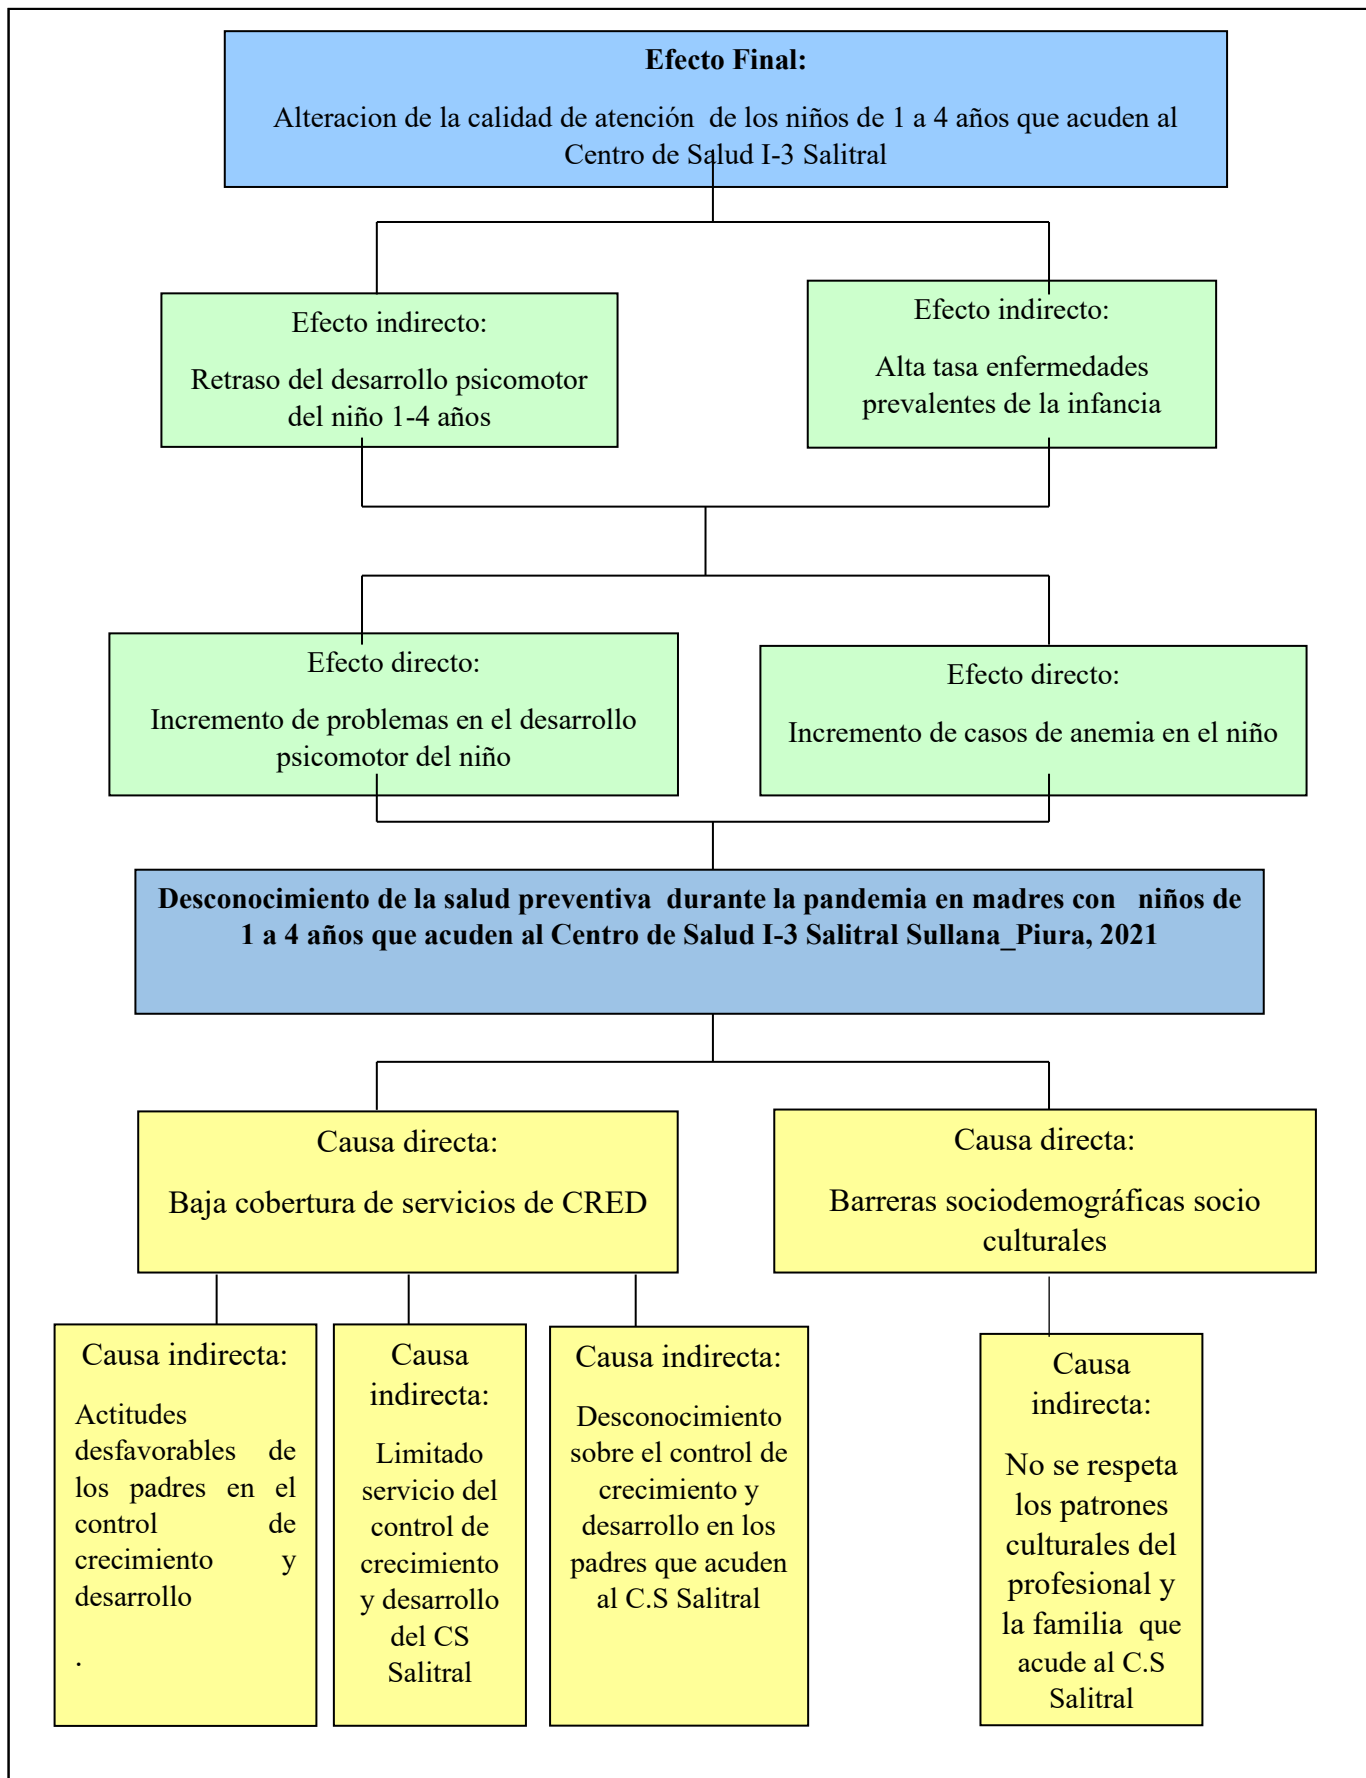 Efecto Final:
Alteracion de la calidad de atención de los niños de 1 a 4 años que acuden al
Centro de Salud I-3 Salitral
Efecto indirecto:
Retraso del desarrollo psicomotor
del niño 1-4 años
Efecto indirecto:
Alta tasa enfermedades
prevalentes de la infancia
Efecto directo:
Incremento de problemas en el desarrollo
psicomotor del niño
Efecto directo:
Incremento de casos de anemia en el niño
Desconocimiento de la salud preventiva durante la pandemia en madres con niños de
1 a 4 años que acuden al Centro de Salud I-3 Salitral Sullana_Piura, 2021
Causa directa:
Baja cobertura de servicios de CRED
Causa directa:
Barreras sociodemográficas socio
culturales
Causa indirecta:
Actitudes
desfavorables de
los padres en el
control de
crecimiento y
desarrollo
.
Causa
indirecta:
Limitado
servicio del
control de
crecimiento
y desarrollo
del CS
Salitral
Causa indirecta:
Desconocimiento
sobre el control de
crecimiento y
desarrollo en los
padres que acuden
al C.S Salitral
Causa
indirecta:
No se respeta
los patrones
culturales del
profesional y
la familia que
acude al C.S
Salitral